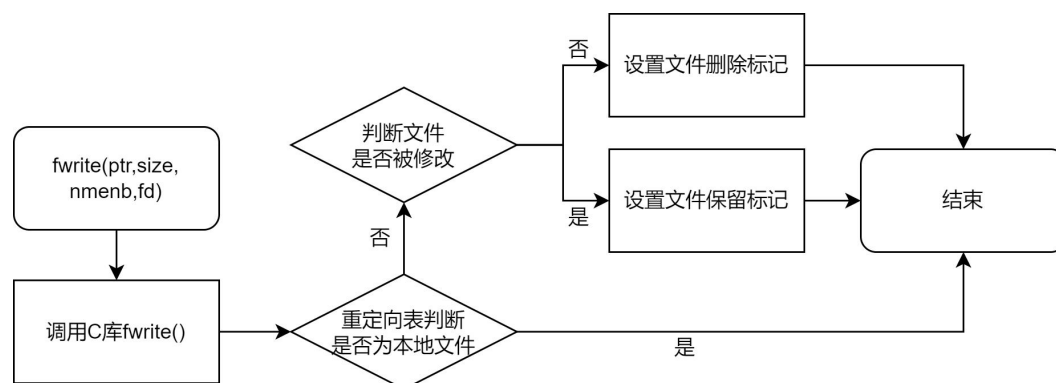 fwrite(ptr,size,
nmenb,fd)
调用C库fwrite()
重定向表判断
是否为本地文件
否
是
判断文件
是否被修改
否
是
设置文件删除标记
设置文件保留标记
结束